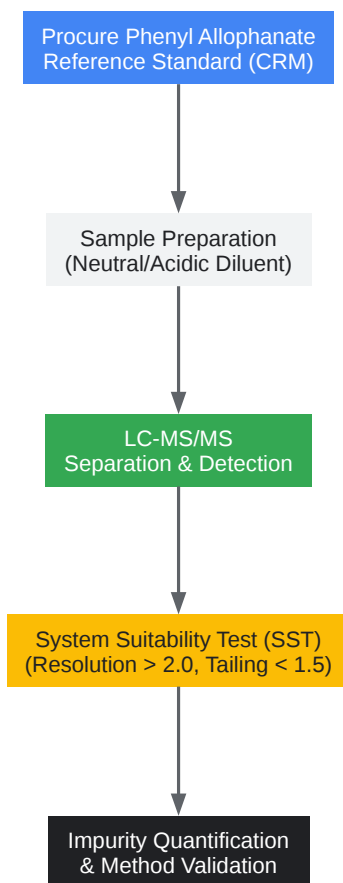 Procure Phenyl Allophanate
Reference Standard (CRM)
Sample Preparation
(Neutral/Acidic Diluent)
LC-MS/MS
Separation & Detection
System Suitability Test (SST)
(Resolution > 2.0, Tailing < 1.5)
Impurity Quantification
& Method Validation